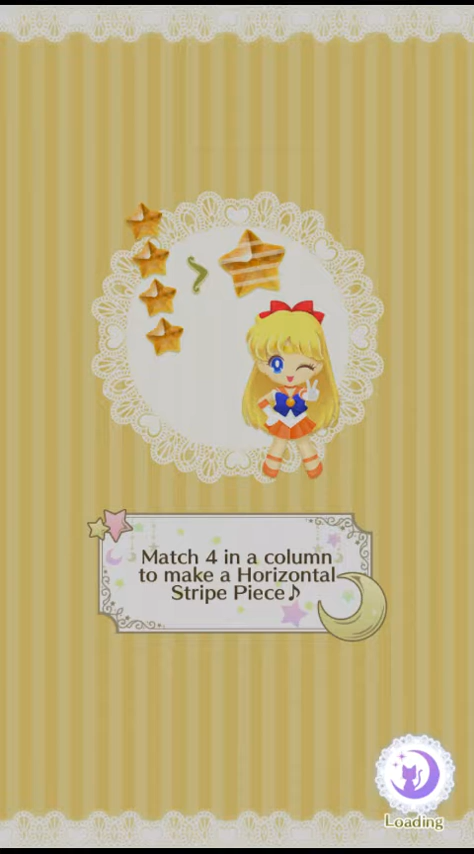 Match 4 in a column
to make a Horizontal
Stripe Piece♪
Loading